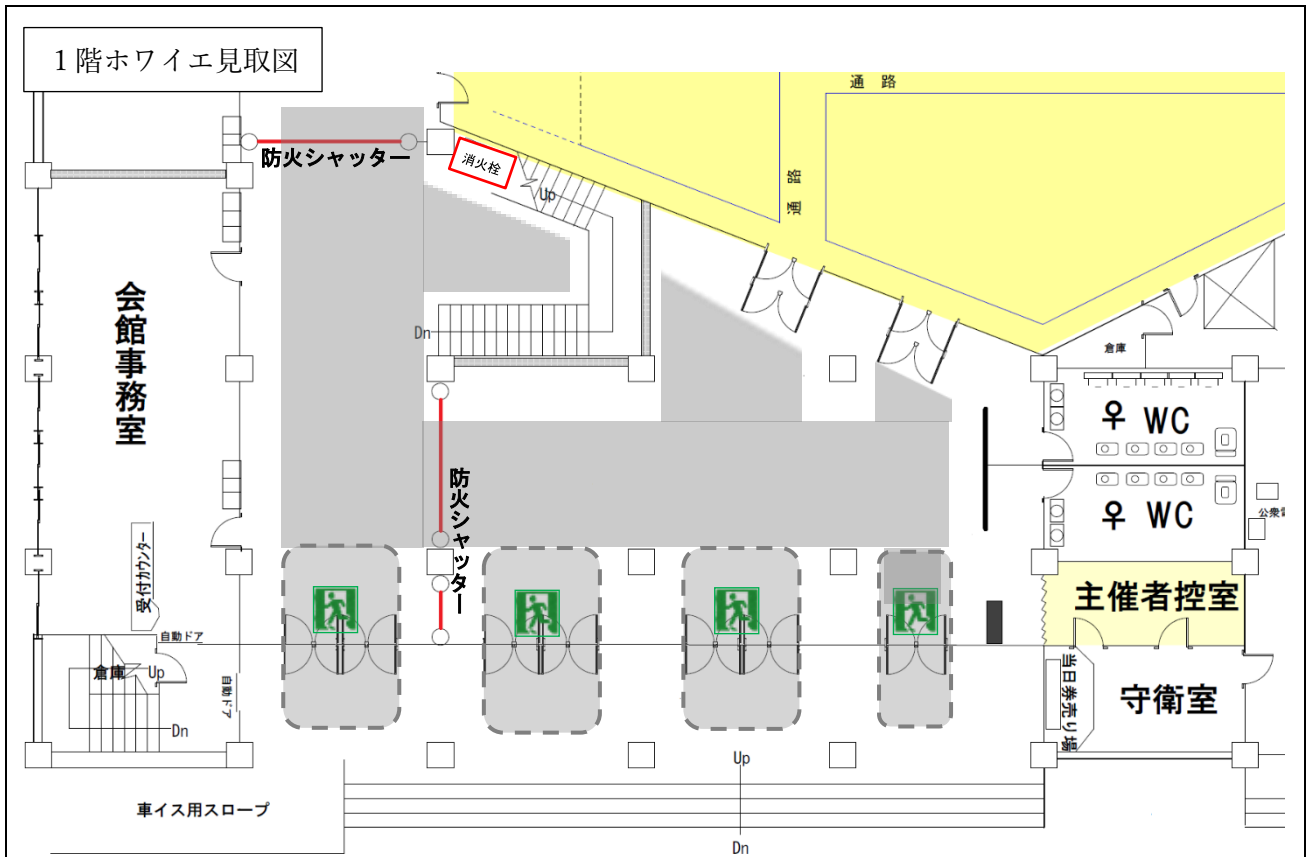 1階ホワイエ見取図
通路
防火シャッター
消火栓
Up
通路
会館事務室
Dn
倉庫
♀ WC
防火シャッター
♀ WC
受付カウンター
主催者控室
自動ドア
倉庫 Up
自動ドア
当日券売り場
守衛室
Dn
Up
車イス用スロープ
Dn